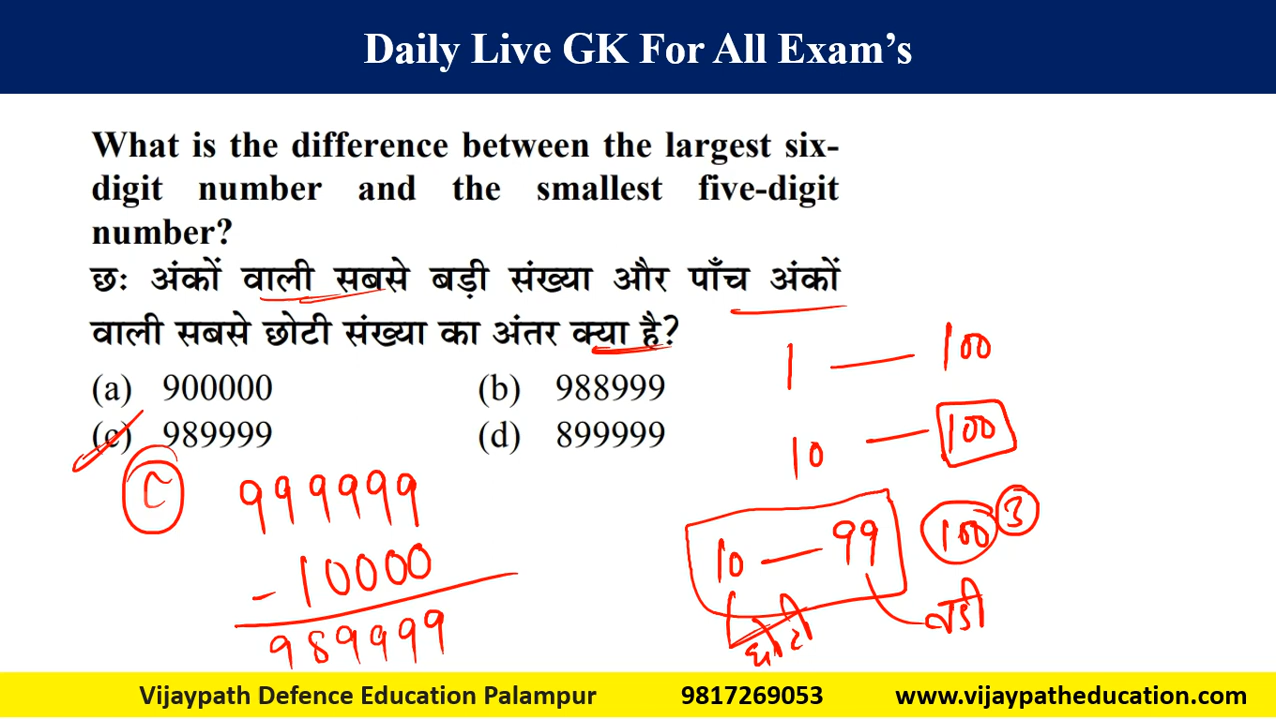 Daily Live GK For All Exam's
What is the difference between the largest six-
digit number and the smallest five-digit
number?
छः अंकों वाली सबसे बड़ी संख्या और पाँच अंकों
वाली सबसे छोटी संख्या का अंतर क्या है?
(a) 900000 (b) 988999
(c) 989999 (d) 899999
1 — 100
10 — 100
C 999999
10 — 99 100 3
- 10000
छोटी बड़ी
989999
Vijaypath Defence Education Palampur 9817269053 www.vijaypatheducation.com